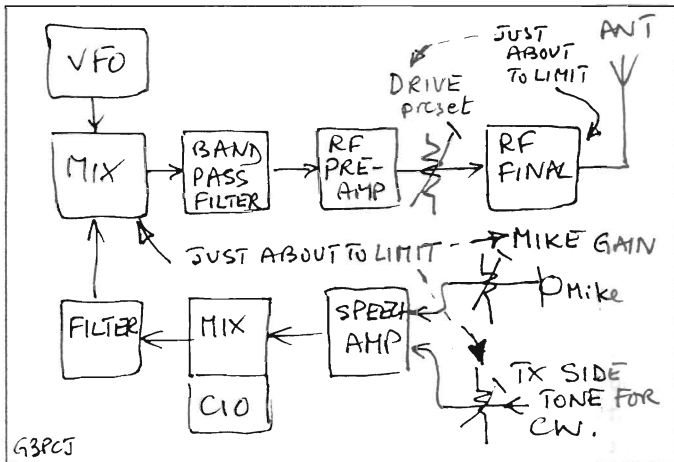 VFO
JUST
ABOUT
TO LIMIT
ANT
DRIVE
preset
MIX
BAND
PASS
FILTER
RF
PRE-
AMP
RF
FINAL
JUST ABOUT TO LIMIT
MIKE GAIN
Mike
FILTER
MIX
CIO
SPEECH
AMP
TX SIDE
TONE FOR
CW.
G3PCJ